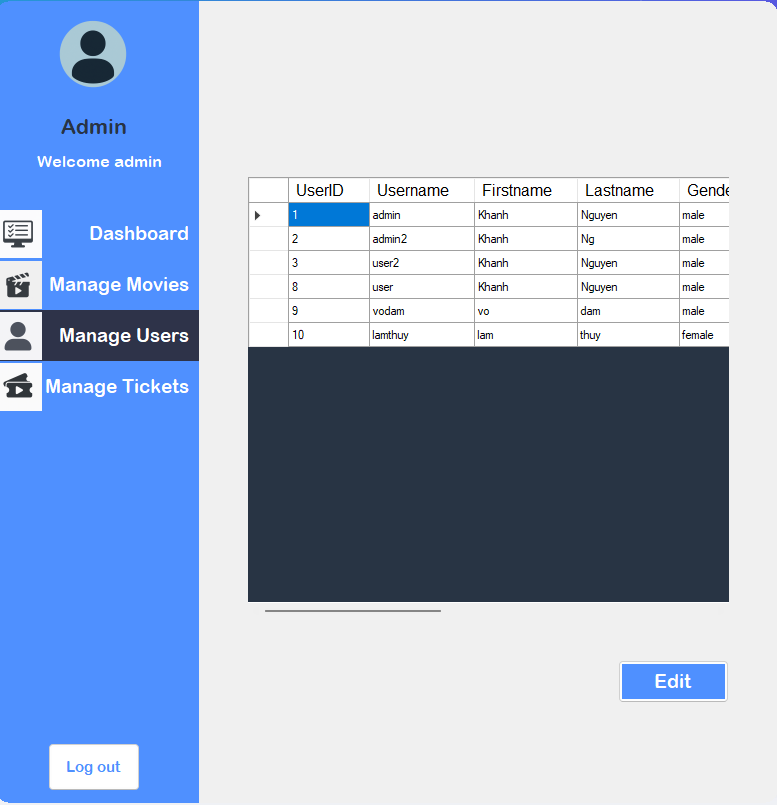 Admin
Welcome admin
Dashboard
Manage Movies
Manage Users
Manage Tickets
Log out
UserID Username Firstname Lastname Gende
1 admin Khanh Nguyen male
2 admin2 Khanh Ng male
3 user2 Khanh Nguyen male
8 user Khanh Nguyen male
9 vodam vo dam male
10 lamthuy lam thuy female
Edit